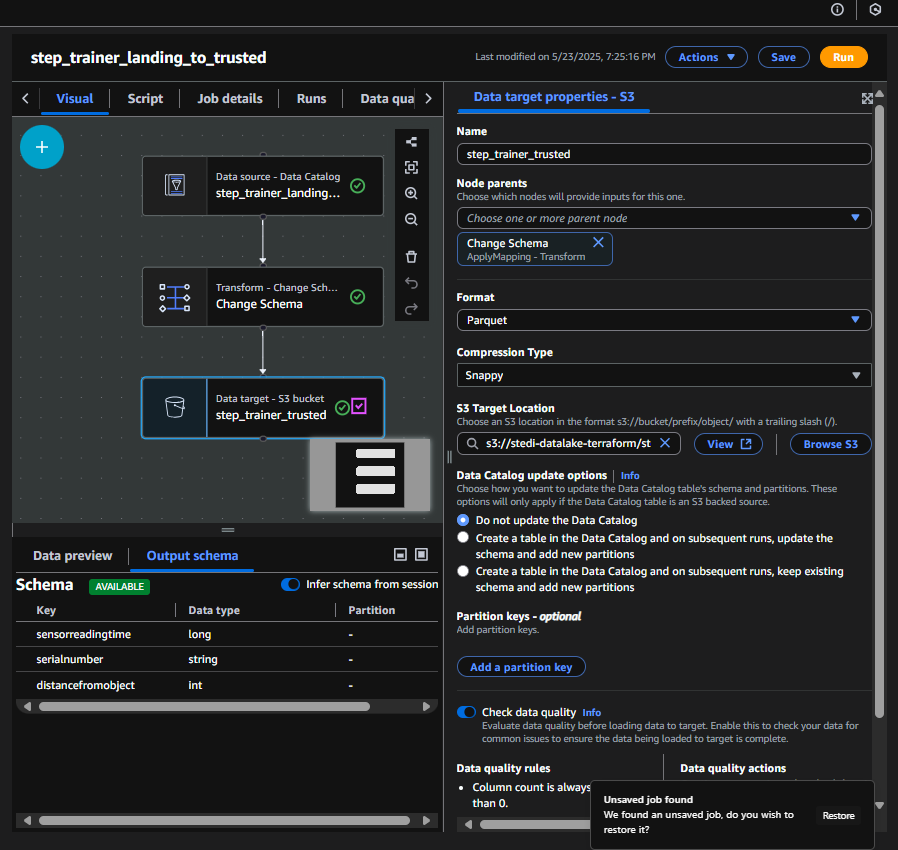 step_trainer_landing_to_trusted
Last modified on 5/23/2025, 7:25:16 PM
Actions
Save
Run
Visual
Script
Job details
Runs
Data qua
Data source - Data Catalog
step_trainer_landing...
Transform - Change Sch...
Change Schema
Data target - S3 bucket
step_trainer_trusted
Data preview
Output schema
Schema
AVAILABLE
Infer schema from session
Key
Data type
Partition
sensorreadingtime
long
-
serialnumber
string
-
distancefromobject
int
-
Data target properties - S3
Name
step_trainer_trusted
Node parents
Choose which nodes will provide inputs for this one.
Choose one or more parent node
Change Schema
ApplyMapping - Transform
Format
Parquet
Compression Type
Snappy
S3 Target Location
Choose an S3 location in the format s3://bucket/prefix/object/ with a trailing slash (/).
s3://stedi-datalake-terraform/st
View
Browse S3
Data Catalog update options
Info
Choose how you want to update the Data Catalog table's schema and partitions. These
options will only apply if the Data Catalog table is an S3 backed source.
Do not update the Data Catalog
Create a table in the Data Catalog and on subsequent runs, update the
schema and add new partitions
Create a table in the Data Catalog and on subsequent runs, keep existing
schema and add new partitions
Partition keys - optional
Add partition keys.
Add a partition key
Check data quality
Info
Evaluate data quality before loading data to target. Enable this to check your data for
common issues to ensure the data being loaded to target is complete.
Data quality rules
Data quality actions
Column count is always
than 0.
Unsaved job found
We found an unsaved job, do you wish to
restore it?
Restore